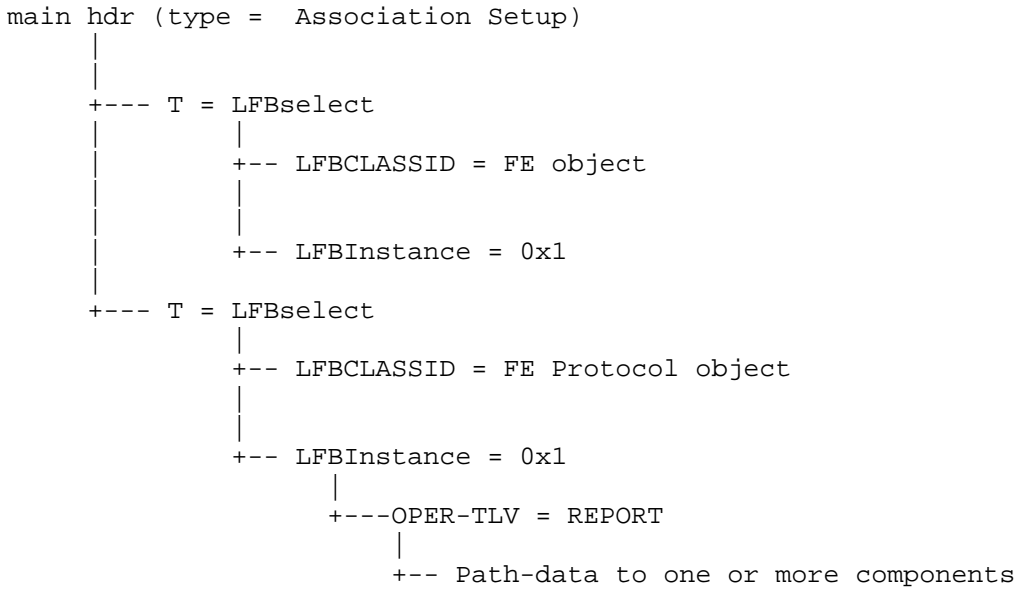 main hdr (type =  Association Setup)
+--- T = LFBselect
+-- LFBCLASSID = FE object
+-- LFBInstance = 0x1
+--- T = LFBselect
+-- LFBCLASSID = FE Protocol object
+-- LFBInstance = 0x1
+---OPER-TLV = REPORT
+-- Path-data to one or more components